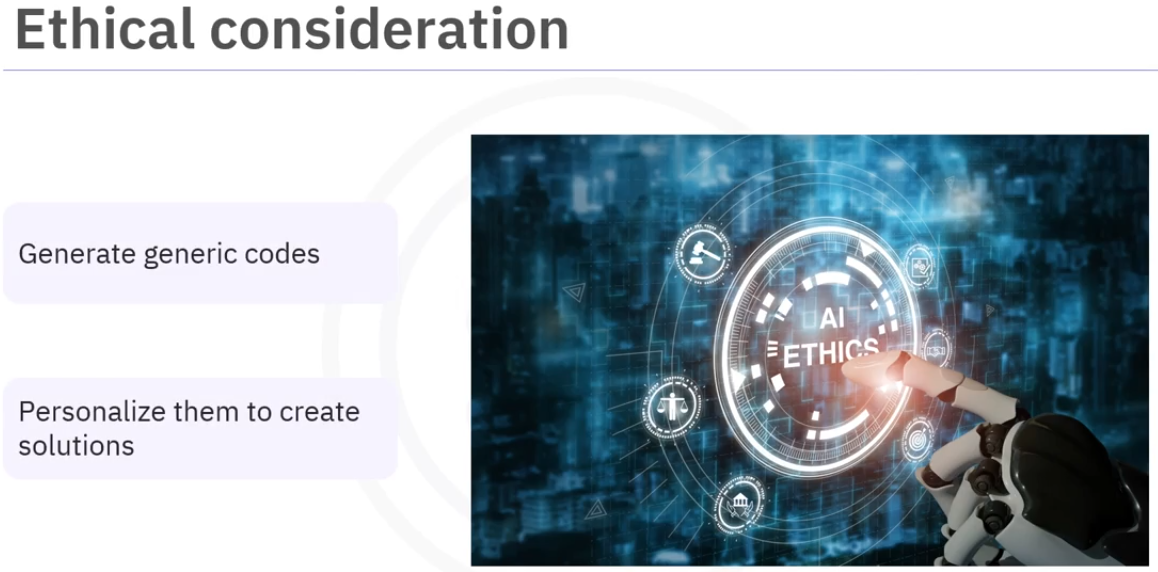 Ethical consideration
Generate generic codes
Personalize them to create
solutions
AI
ETHICS